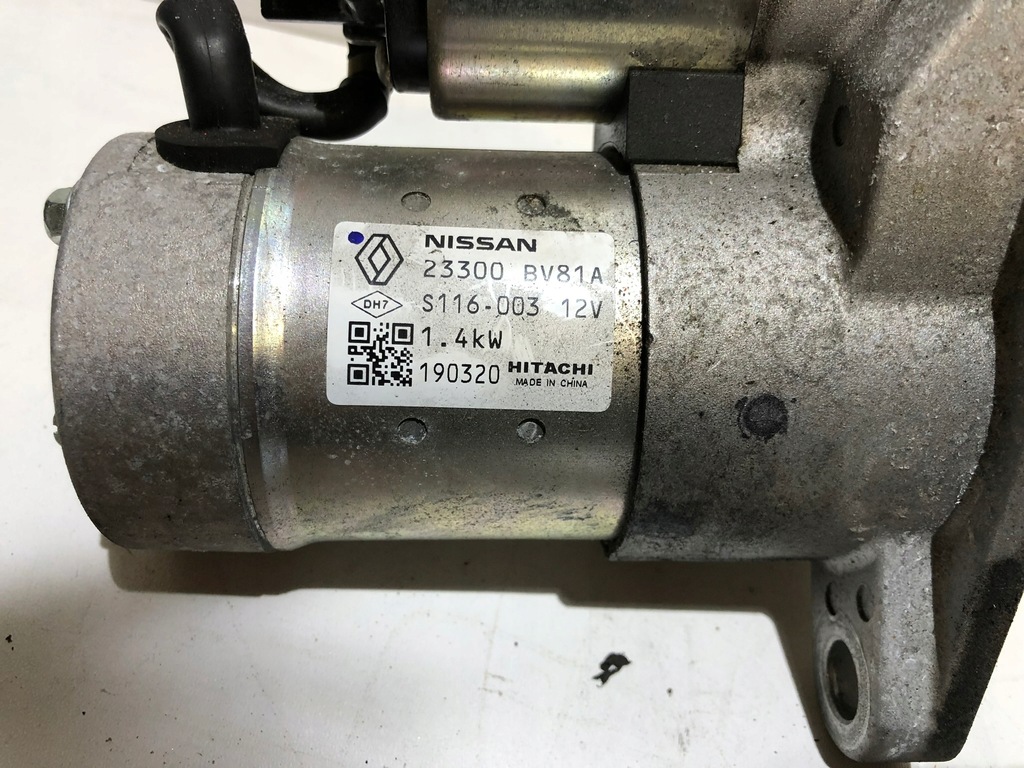 NISSAN
23300 BV81A
DH7 S116-003 12V
1.4kW
190320 HITACHI
MADE IN CHINA